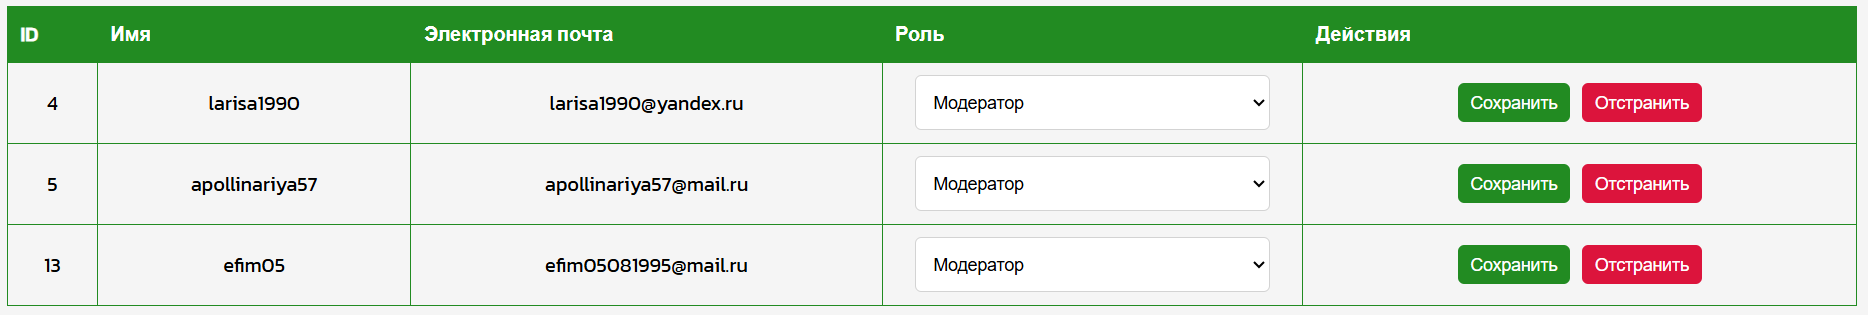 ID Имя Электронная почта Роль Действия
4 larisa1990 larisa1990@yandex.ru Модератор Сохранить Отстранить
5 apollinariya57 apollinariya57@mail.ru Модератор Сохранить Отстранить
13 efim05 efim05081995@mail.ru Модератор Сохранить Отстранить